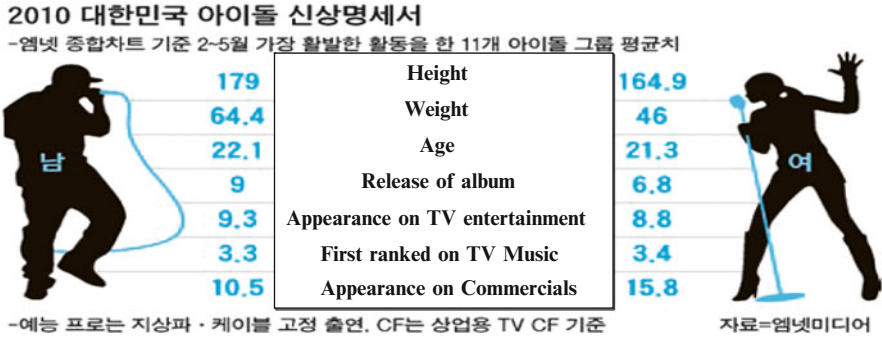 2010 대한민국 아이돌 신상명세서
-엠넷 종합차트 기준 2~5월 가장 활발한 활동을 한 11개 아이돌 그룹 평균치
179 Height 164.9
64.4 Weight 46
22.1 Age 21.3
남 여
9 Release of album 6.8
9.3 Appearance on TV entertainment 8.8
3.3 First ranked on TV Music 3.4
10.5 Appearance on Commercials 15.8
-예능 프로는 지상파·케이블 고정 출연, CF는 상업용 TV CF 기준 자료=엠넷미디어